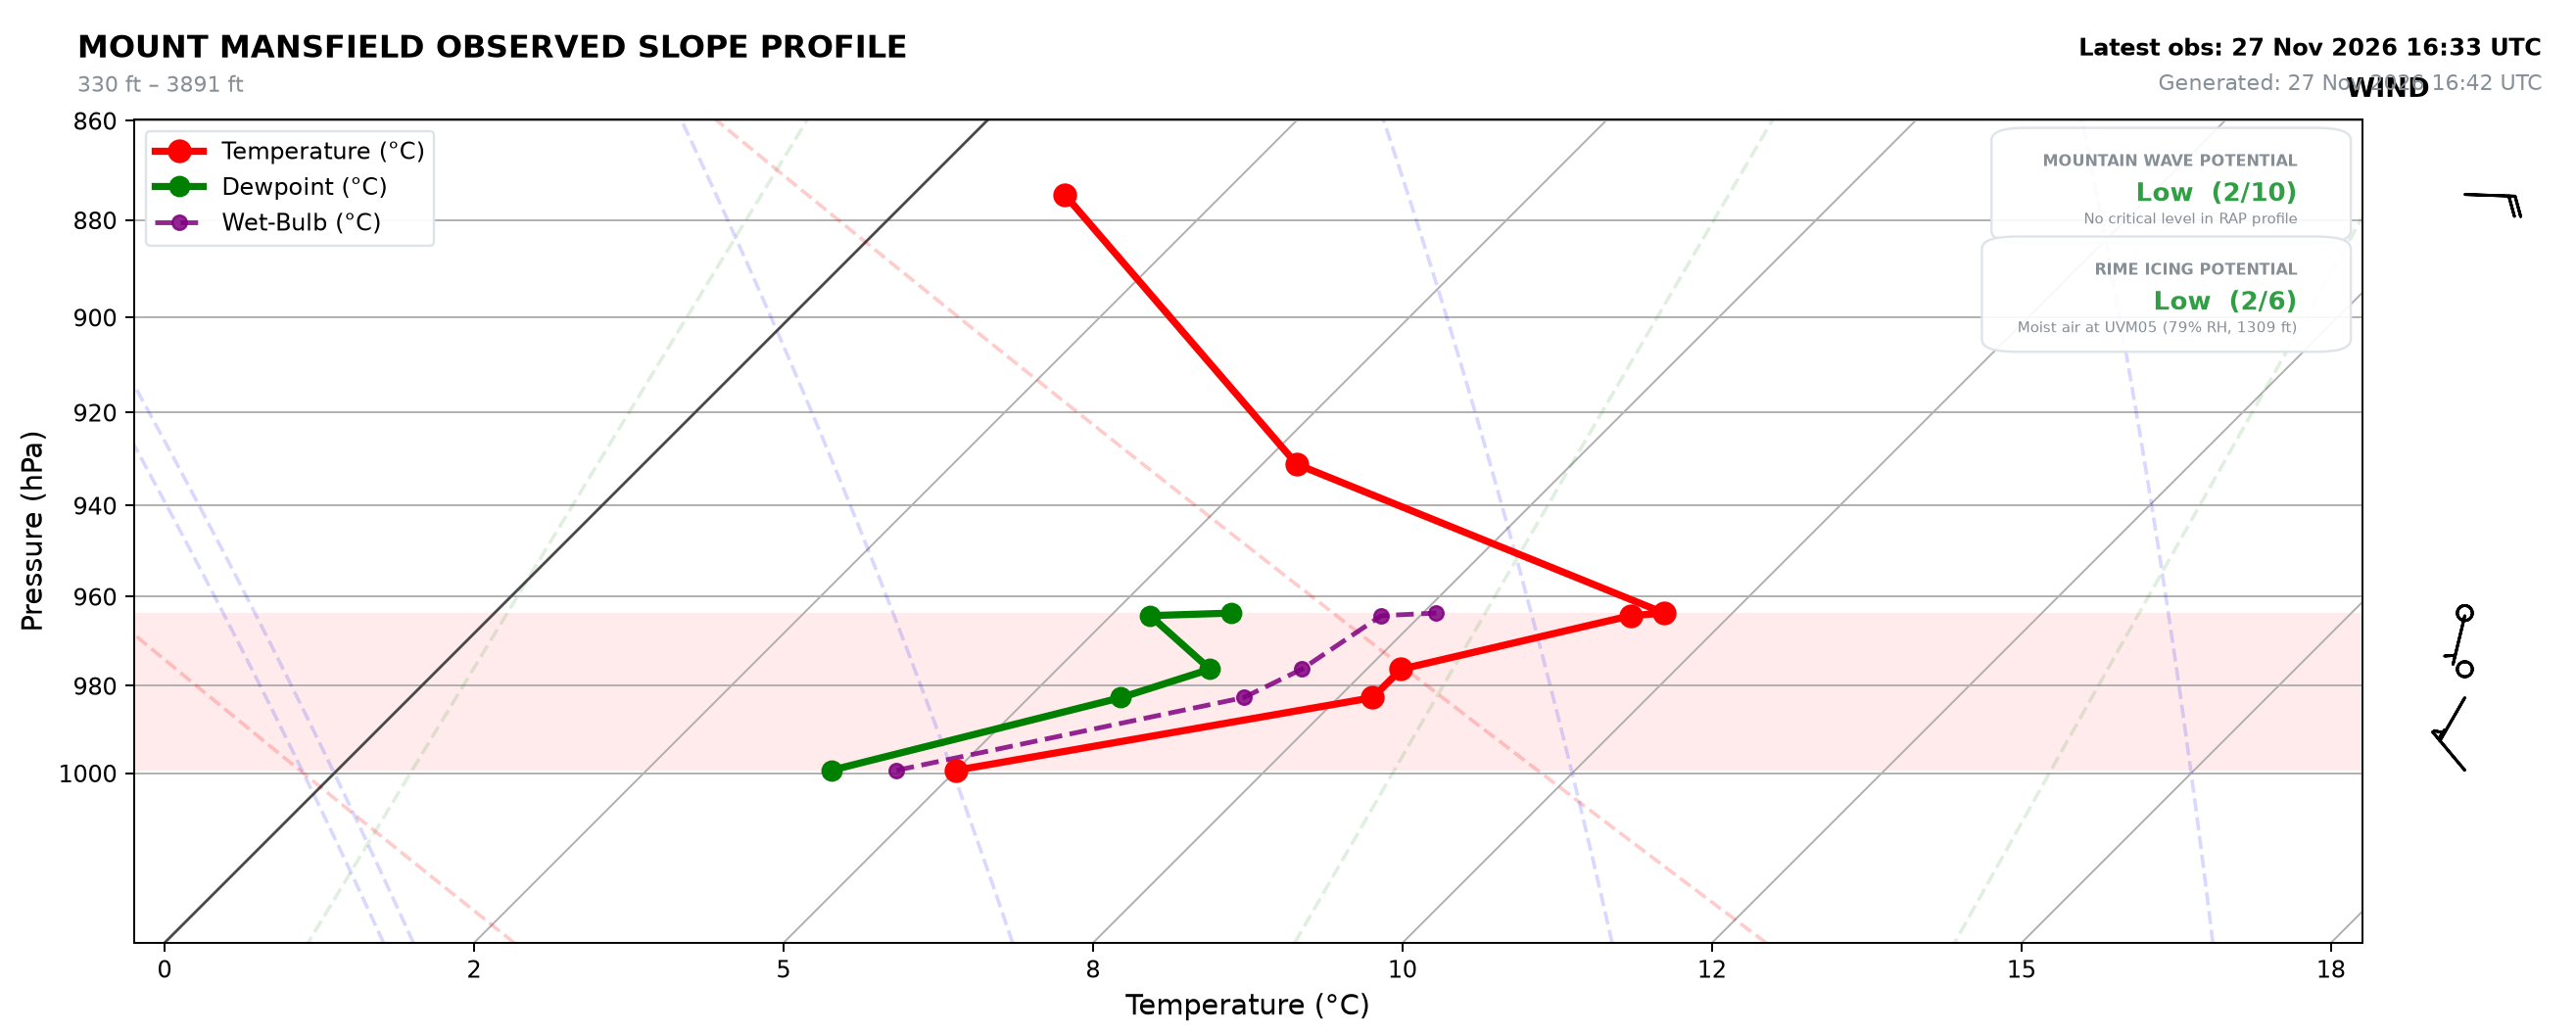 MOUNT MANSFIELD OBSERVED SLOPE PROFILE
330 ft – 3891 ft
Latest obs: 27 Nov 2026 16:33 UTC
Generated: 27 Nov 2026 16:42 UTC
WIND
Temperature (°C)
Dewpoint (°C)
Wet-Bulb (°C)
MOUNTAIN WAVE POTENTIAL
Low (2/10)
No critical level in RAP profile
RIME ICING POTENTIAL
Low (2/6)
Moist air at UVM05 (79% RH, 1309 ft)
Pressure (hPa)
860
880
900
920
940
960
980
1000
0 2 5 8 10 12 15 18
Temperature (°C)